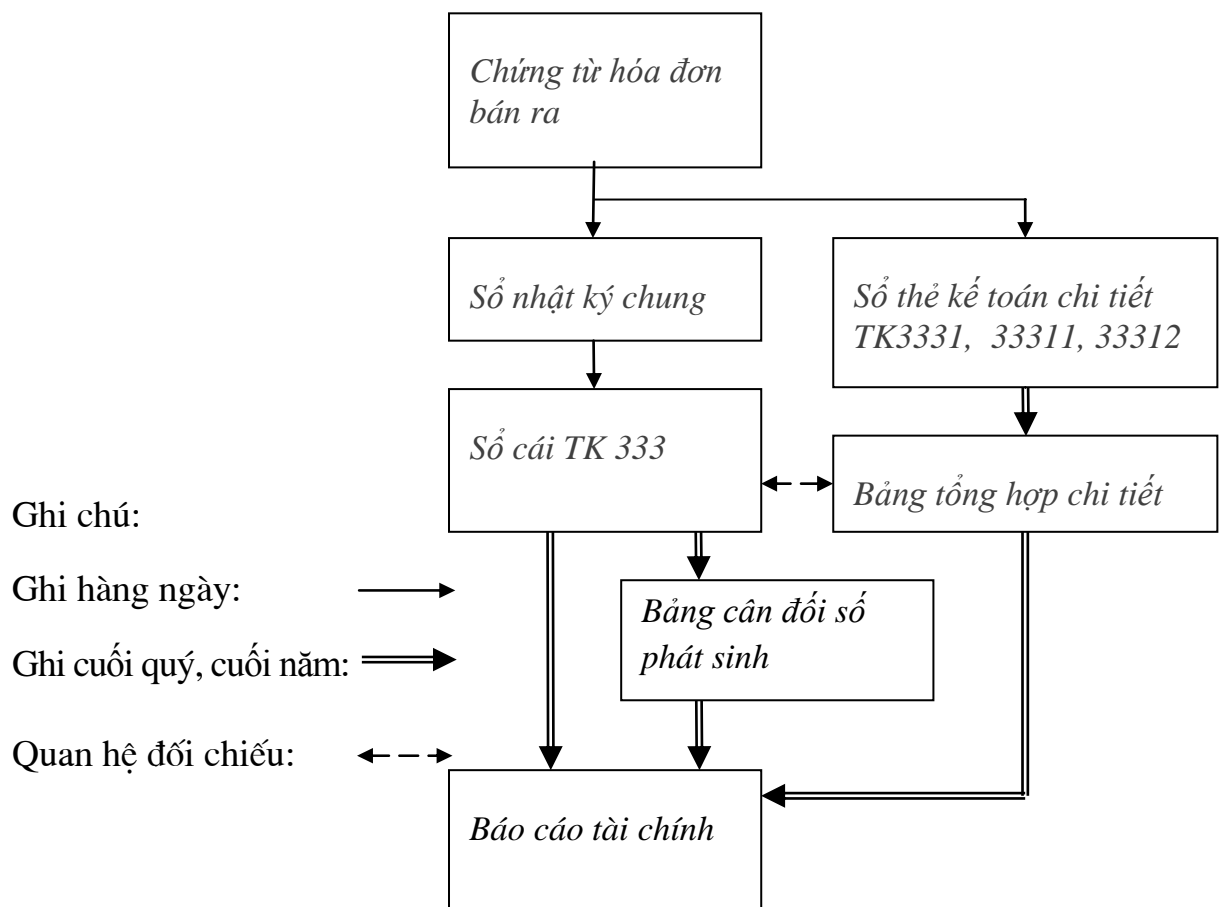 Chứng từ hóa đơn
bán ra
Sổ nhật ký chung
Sổ thẻ kế toán chi tiết
TK3331, 33311, 33312
Sổ cái TK 333
Bảng tổng hợp chi tiết
Ghi chú:
Ghi hàng ngày:
Bảng cân đối số
phát sinh
Ghi cuối quý, cuối năm:
Quan hệ đối chiếu:
Báo cáo tài chính